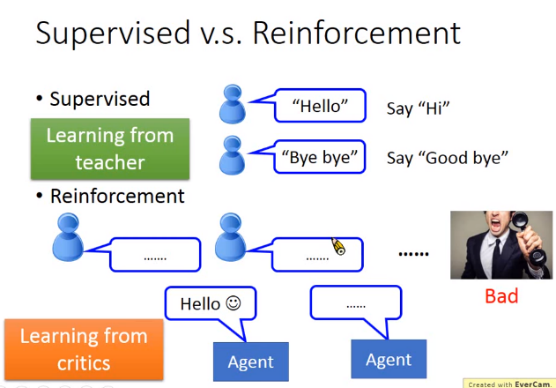 Supervised v.s. Reinforcement
• Supervised
“Hello”
Say “Hi”
Learning from
teacher
“Bye bye”
Say “Good bye”
• Reinforcement
.......
.......
......
Bad
Hello ☺
......
Learning from
critics
Agent
Agent
Created with EverCam.